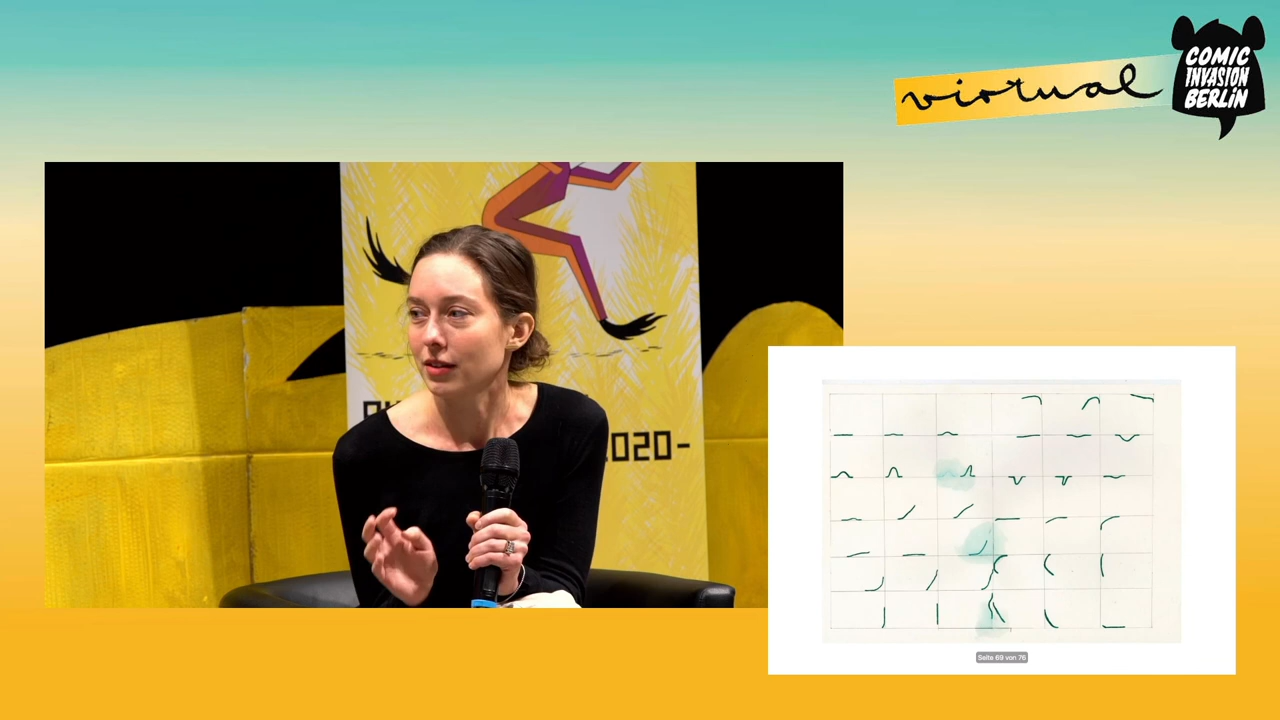 virtual
COMIC
INVASION
BERLIN
2020-
Seite 69 von 76